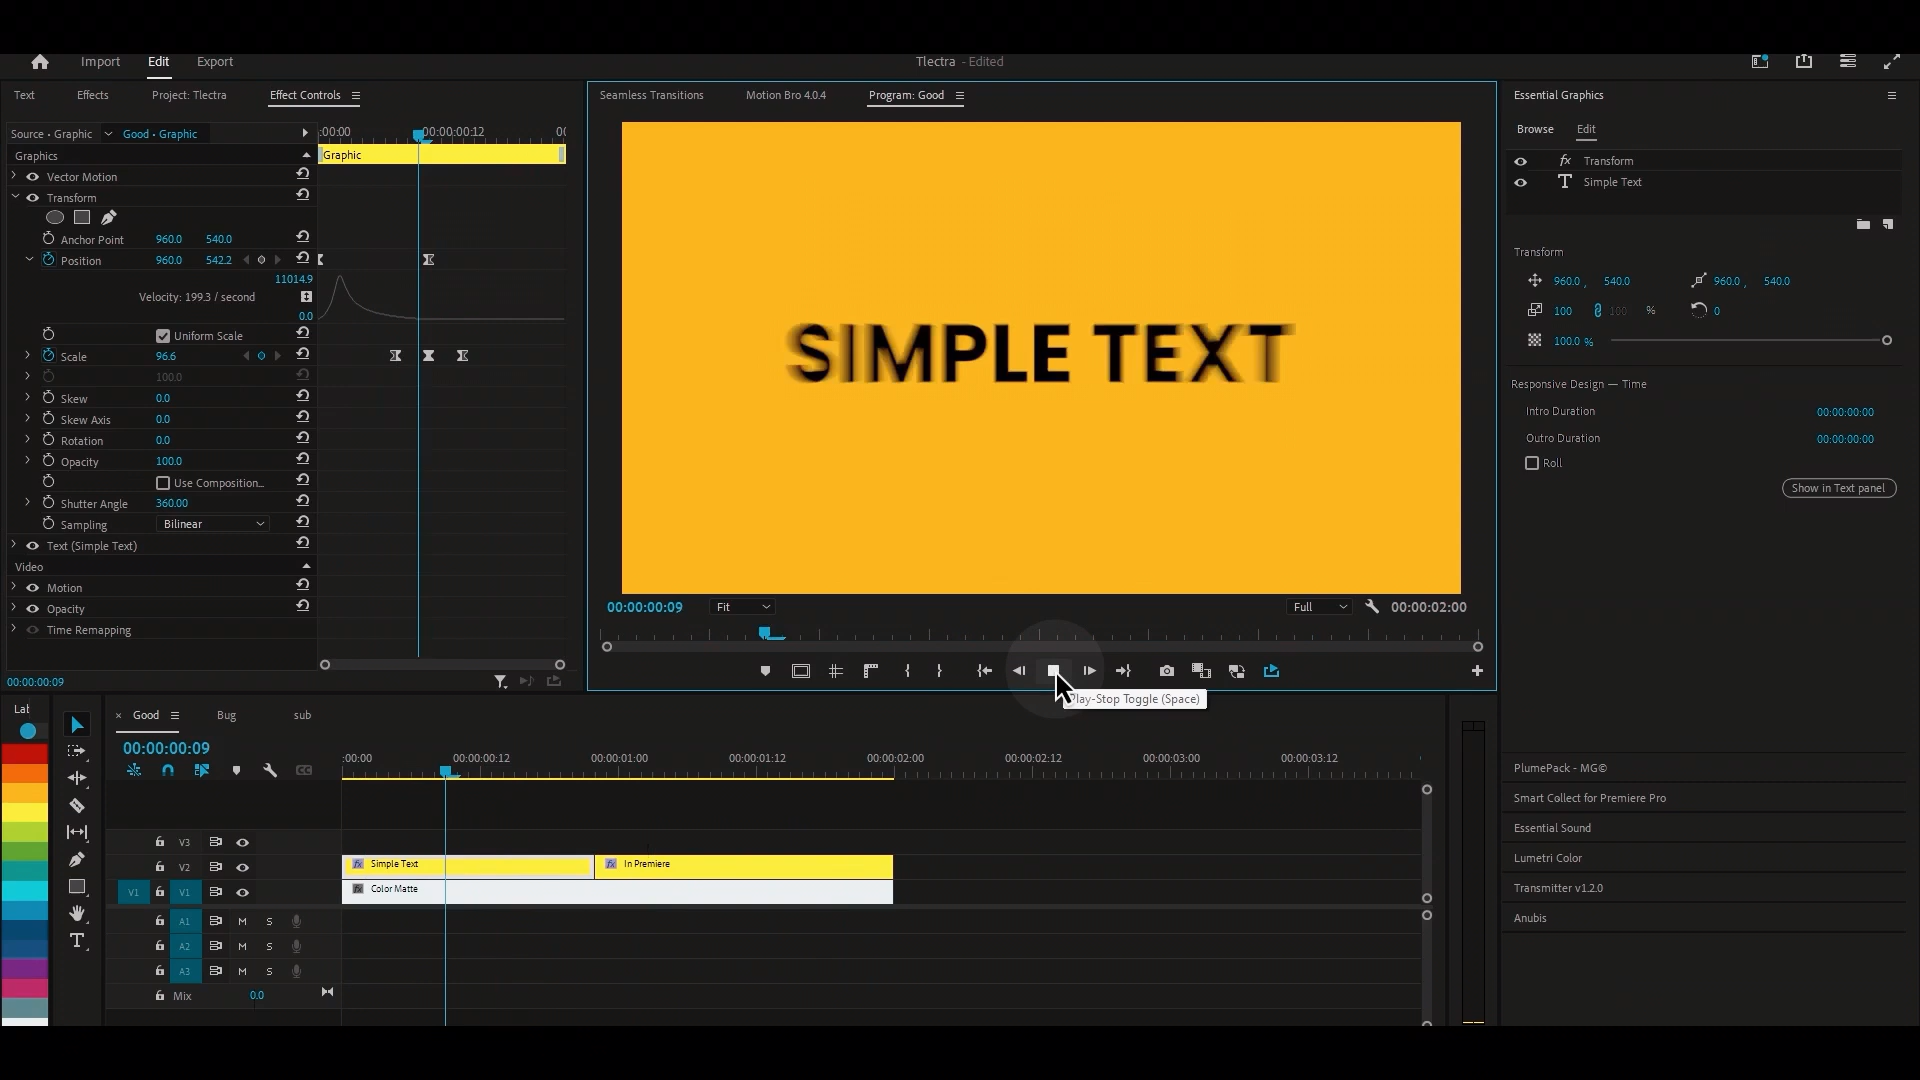 Import Edit Export Tlectra - Edited
Text Effects Project: Tlectra Effect Controls
Seamless Transitions Motion Bro 4.0.4 Program: Good
Essential Graphics
Source • Graphic Good • Graphic :00:00 00:00:00:12
Browse Edit
Graphics Graphic
Vector Motion
fx Transform
Transform
T Simple Text
Anchor Point 960.0 540.0
Position 960.0 542.2
Transform
11014.9
960.0 , 540.0 960.0 , 540.0
Velocity: 199.3 / second
100 100 % 0
0.0
Uniform Scale
100.0 %
Scale 96.6
SIMPLE TEXT
100.0
Responsive Design — Time
Skew 0.0
Intro Duration 00:00:00:00
Skew Axis 0.0
Outro Duration 00:00:00:00
Rotation 0.0
Roll
Opacity 100.0
Use Composition...
Show in Text panel
Shutter Angle 360.00
Sampling Bilinear
Text (Simple Text)
Video
Motion
Opacity
00:00:00:09 Fit Full 00:00:02:00
Time Remapping
00:00:00:09
Play-Stop Toggle (Space)
Lat
× Good Bug sub
00:00:00:09
:00:00 00:00:00:12 00:00:01:00 00:00:01:12 00:00:02:00 00:00:02:12 00:00:03:00 00:00:03:12
PlumePack - MG©
Smart Collect for Premiere Pro
Essential Sound
Lumetri Color
Transmitter v1.2.0
Anubis
V3
V2 fx Simple Text fx In Premiere
V1 V1 fx Color Matte
A1 M S
A2 M S
A3 M S
Mix 0.0